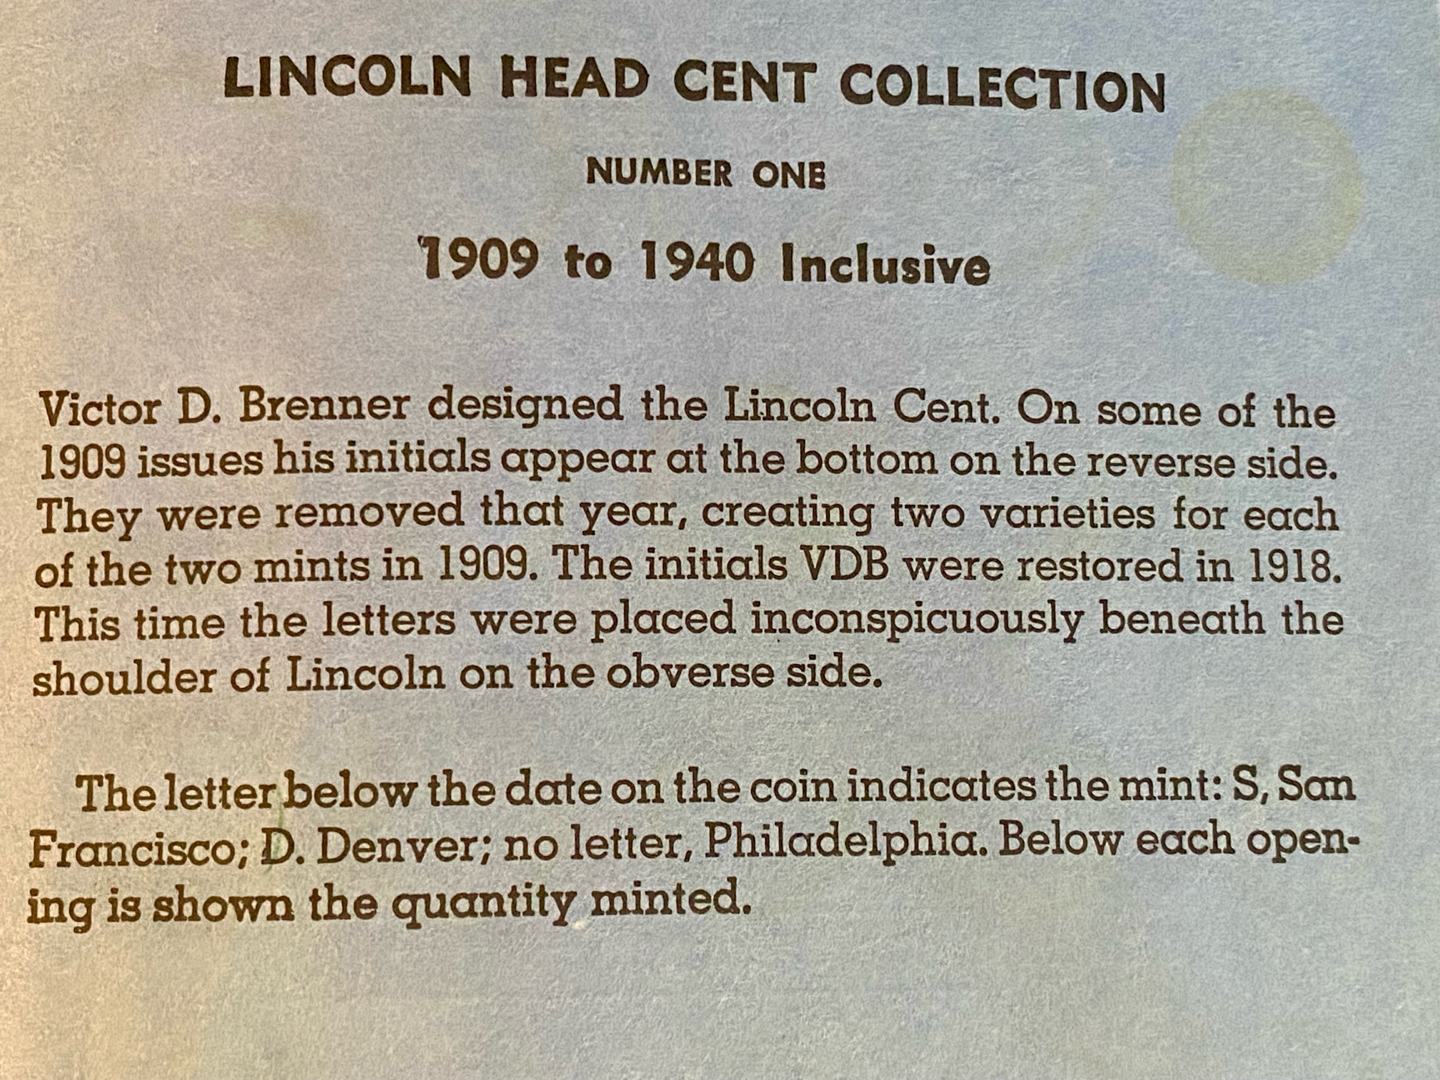 LINCOLN HEAD CENT COLLECTION
NUMBER ONE
1909 to 1940 Inclusive
Victor D. Brenner designed the Lincoln Cent. On some of the
1909 issues his initials appear at the bottom on the reverse side.
They were removed that year, creating two varieties for each
of the two mints in 1909. The initials VDB were restored in 1918.
This time the letters were placed inconspicuously beneath the
shoulder of Lincoln on the obverse side.
The letter below the date on the coin indicates the mint: S, San
Francisco; D. Denver; no letter, Philadelphia. Below each open-
ing is shown the quantity minted.